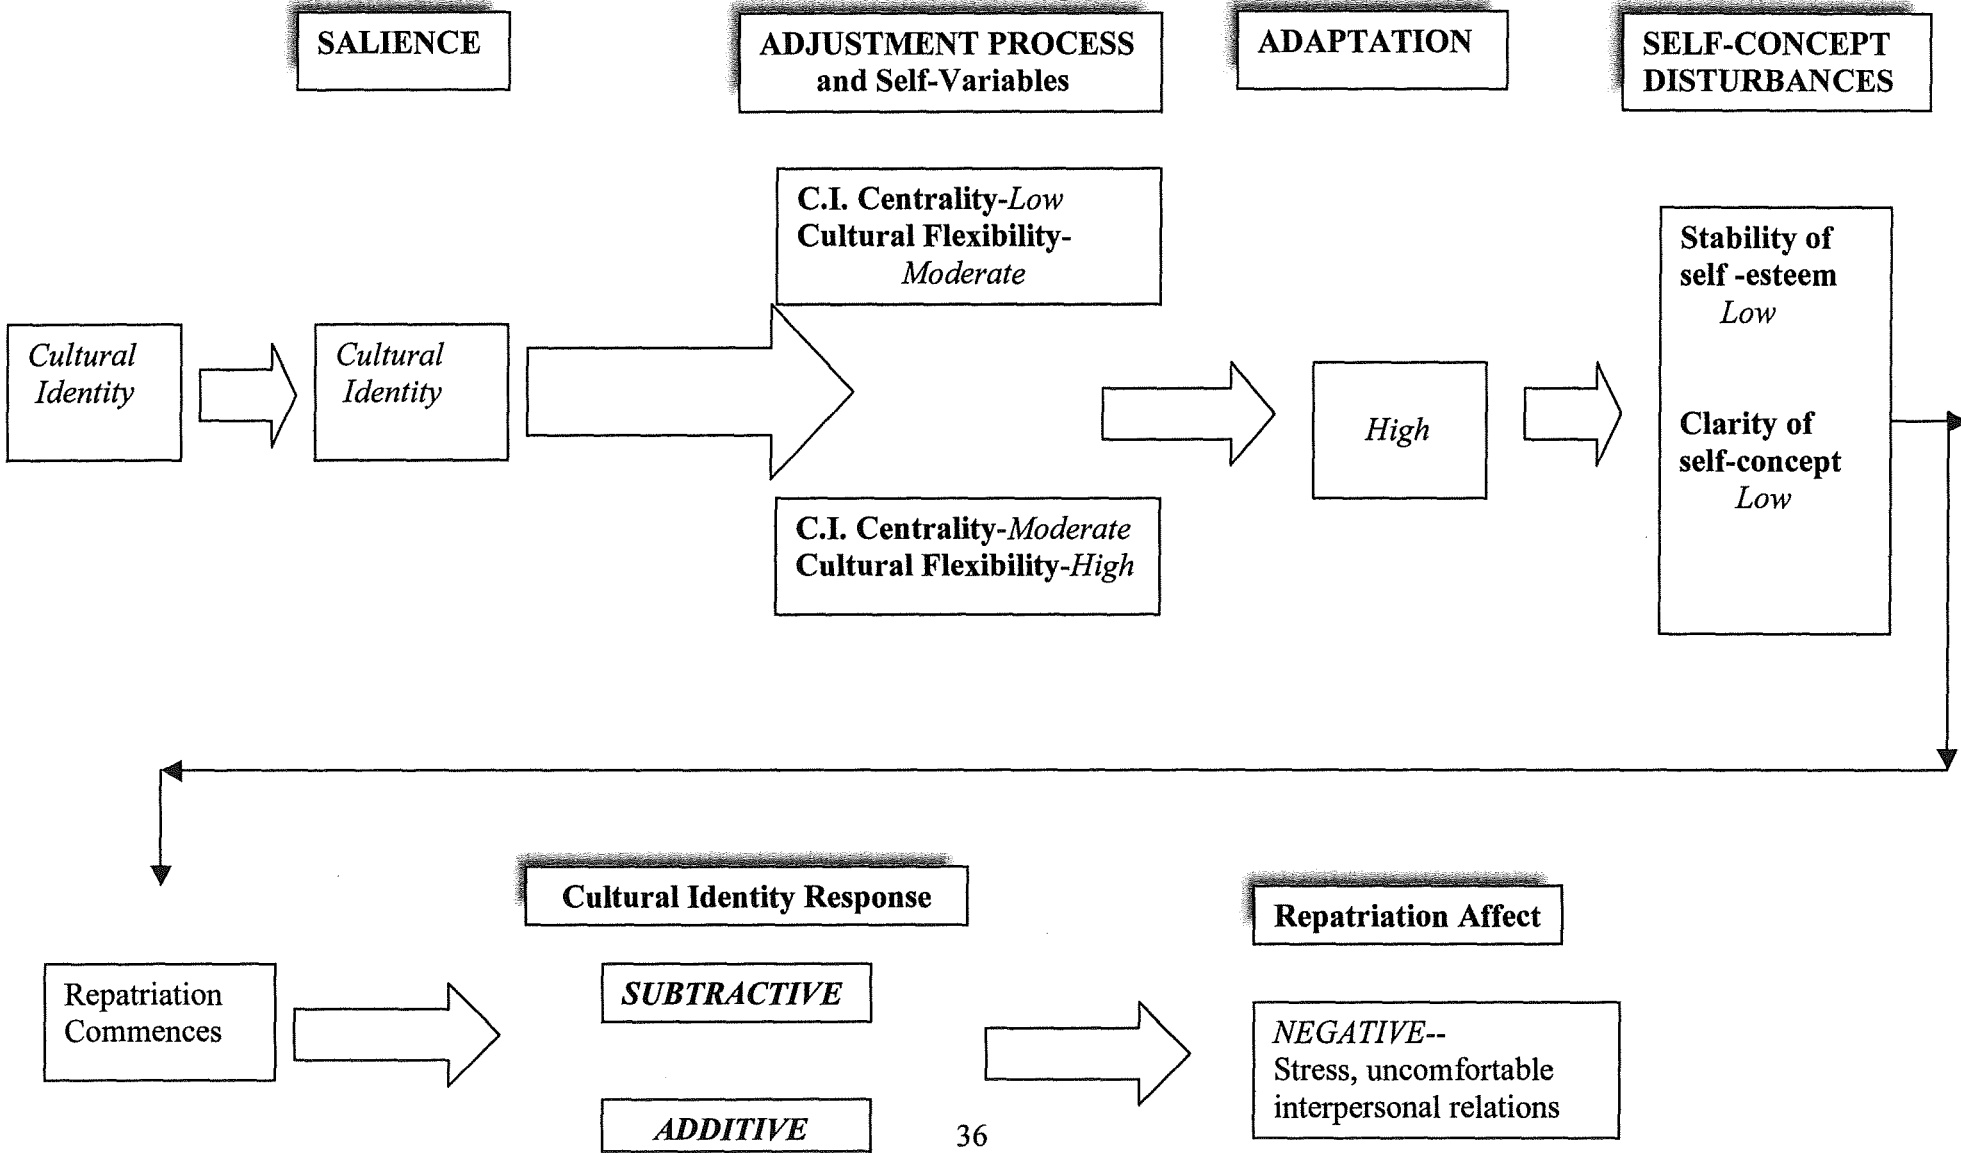 SALIENCE
ADJUSTMENT PROCESS
and Self-Variables
ADAPTATION
SELF-CONCEPT
DISTURBANCES
Cultural
Identity
Cultural
Identity
C.I. Centrality-Low
Cultural Flexibility-
Moderate
C.I. Centrality-Moderate
Cultural Flexibility-High
High
Stability of
self -esteem
Low
Clarity of
self-concept
Low
Repatriation
Commences
Cultural Identity Response
SUBTRACTIVE
ADDITIVE
Repatriation Affect
NEGATIVE--
Stress, uncomfortable
interpersonal relations
36